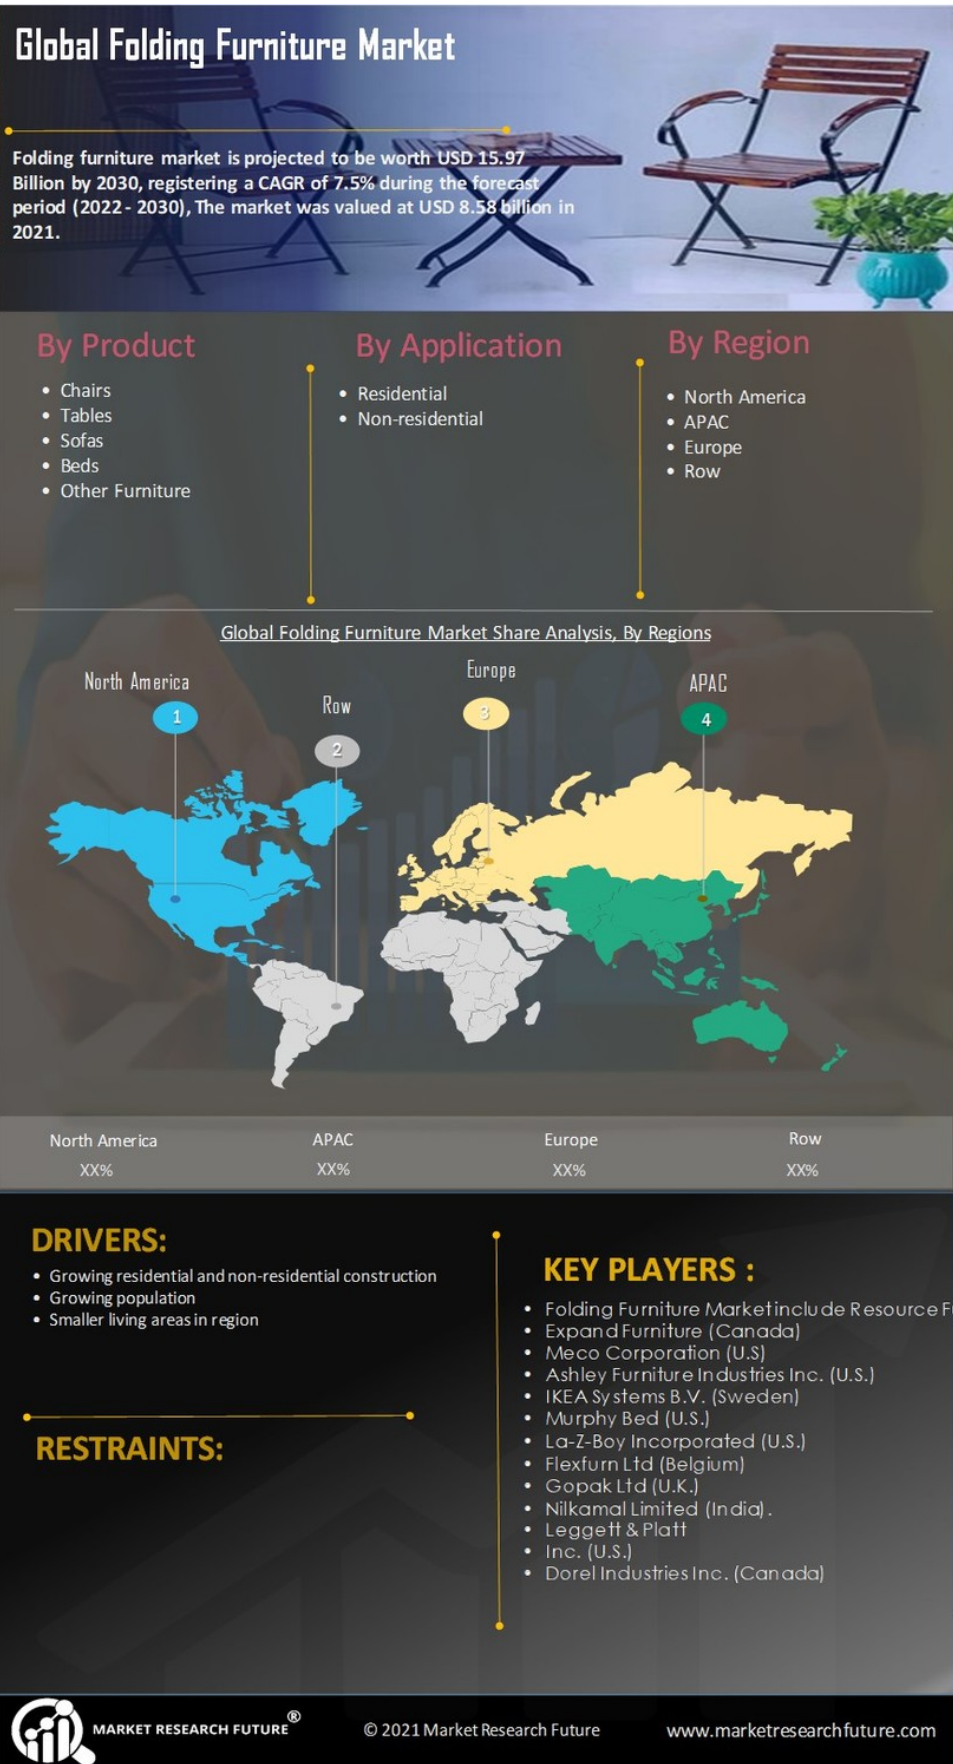 Global Folding Furniture Market
Folding furniture market is projected to be worth USD 15.97
Billion by 2030, registering a CAGR of 7.5% during the forecast
period (2022 - 2030), The market was valued at USD 8.58 billion in
2021.
By Product
• Chairs
• Tables
• Sofas
• Beds
• Other Furniture
By Application
• Residential
• Non-residential
By Region
• North America
• APAC
• Europe
• Row
Global Folding Furniture Market Share Analysis, By Regions
North America
1
Row
2
Europe
3
APAC
4
North America
XX%
APAC
XX%
Europe
XX%
Row
XX%
DRIVERS:
• Growing residential and non-residential construction
• Growing population
• Smaller living areas in region
RESTRAINTS:
KEY PLAYERS :
• Folding Furniture Market include Resource F
• Expand Furniture (Canada)
• Meco Corporation (U.S)
• Ashley Furniture Industries Inc. (U.S.)
• IKEA Systems B.V. (Sweden)
• Murphy Bed (U.S.)
• La-Z-Boy Incorporated (U.S.)
• Flexfurn Ltd (Belgium)
• Gopak Ltd (U.K.)
• Nilkamal Limited (India).
• Leggett & Platt
• Inc. (U.S.)
• Dorel Industries Inc. (Canada)
MARKET RESEARCH FUTURE®
© 2021 Market Research Future
www.marketresearchfuture.com